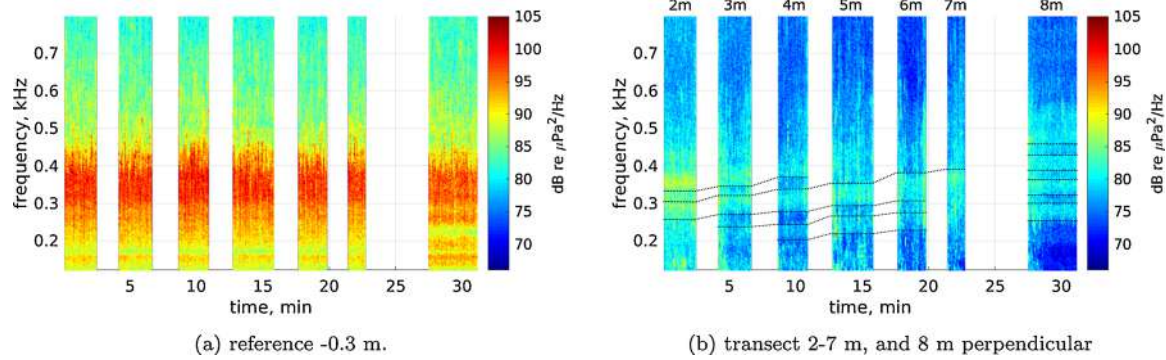 2m 3m 4m 5m 6m 7m 8m
105
0.7
0.6
0.5
0.4
0.3
0.2
frequency, kHz
5 10 15 20 25 30
time, min
100
95
90
85
80
75
70
dB re μPa²/Hz
105
0.7
0.6
0.5
0.4
0.3
0.2
frequency, kHz
5 10 15 20 25 30
time, min
100
95
90
85
80
75
70
dB re μPa²/Hz
(a) reference -0.3 m.
(b) transect 2-7 m, and 8 m perpendicular